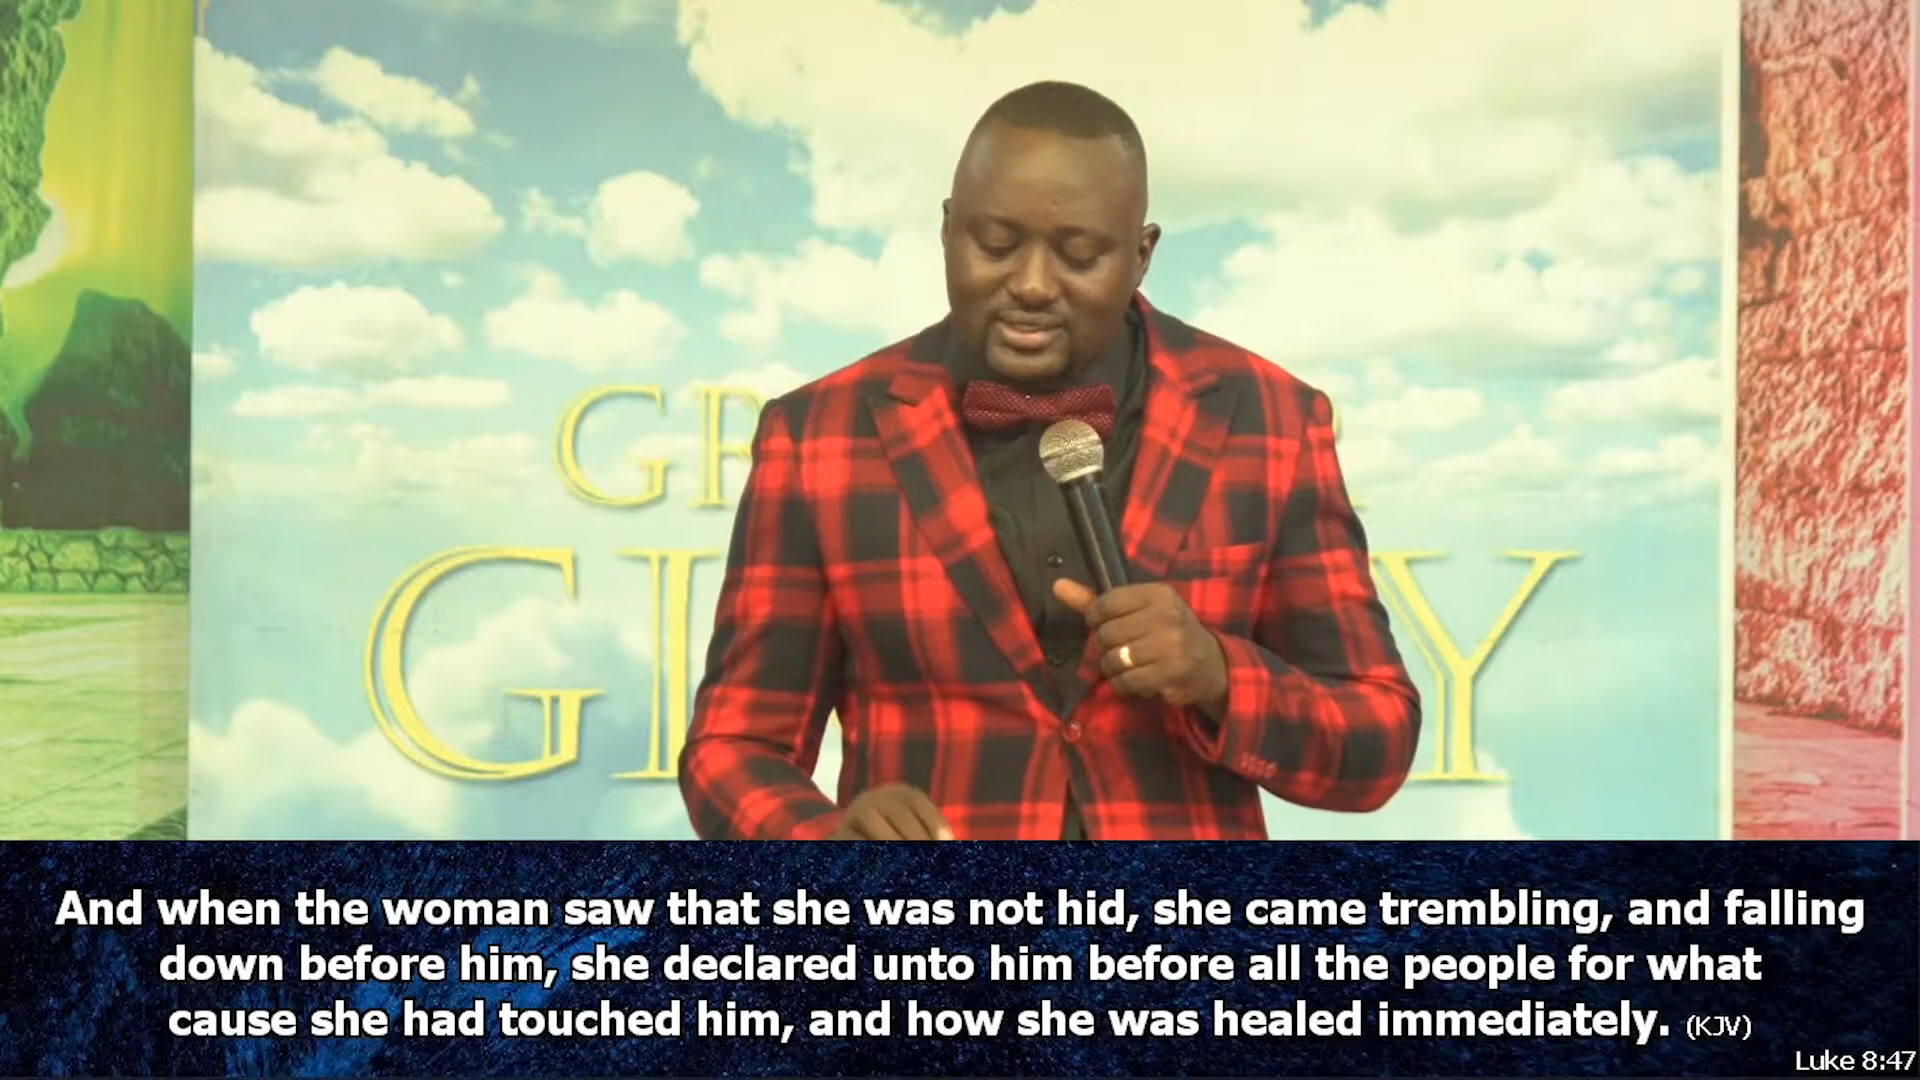 GR R
GL Y
And when the woman saw that she was not hid, she came trembling, and falling
down before him, she declared unto him before all the people for what
cause she had touched him, and how she was healed immediately. (KJV)
Luke 8:47